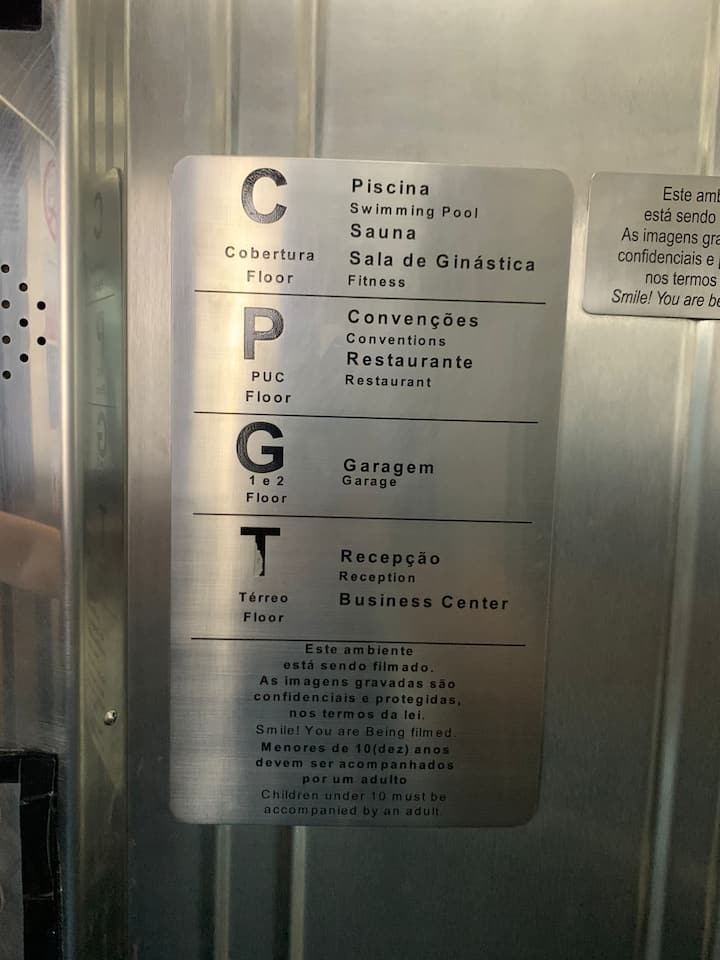 C
Cobertura
Floor
Piscina
Swimming Pool
Sauna
Sala de Ginástica
Fitness
P
PUC
Floor
Convenções
Conventions
Restaurante
Restaurant
G
1 e 2
Floor
Garagem
Garage
T
Térreo
Floor
Recepção
Reception
Business Center
Este ambiente
está sendo filmado.
As imagens gravadas são
confidenciais e protegidas,
nos termos da lei.
Smile! You are Being filmed.
Menores de 10(dez) anos
devem ser acompanhados
por um adulto
Children under 10 must be
accompanied by an adult.
Este
está sendo
As imagens
confidenciais e
nos termos
Smile! You are